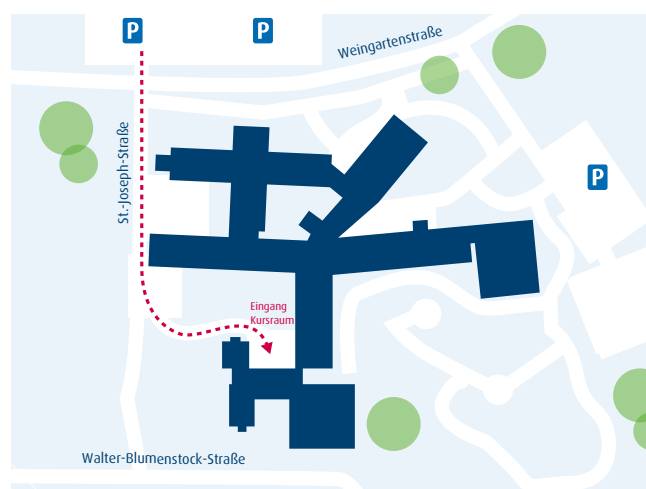 P
P
Weingartenstraße
St.-Joseph-Straße
P
Eingang
Kursraum
Walter-Blumenstock-Straße